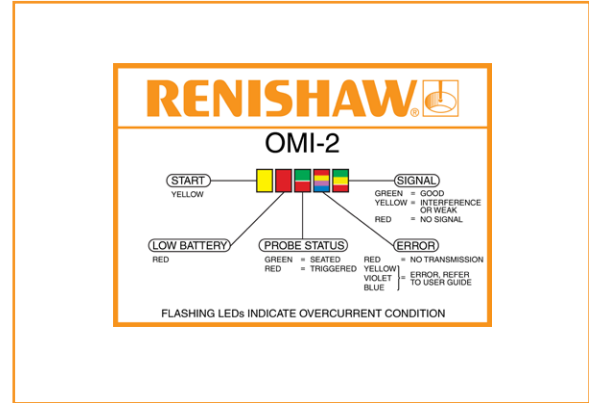 RENISHAW.
OMI-2
START
YELLOW
SIGNAL
GREEN = GOOD
YELLOW = INTERFERENCE
OR WEAK
RED = NO SIGNAL
LOW BATTERY
RED
PROBE STATUS
GREEN = SEATED
RED = TRIGGERED
ERROR
RED = NO TRANSMISSION
YELLOW
VIOLET = ERROR, REFER
TO USER GUIDE
BLUE
FLASHING LEDs INDICATE OVERCURRENT CONDITION